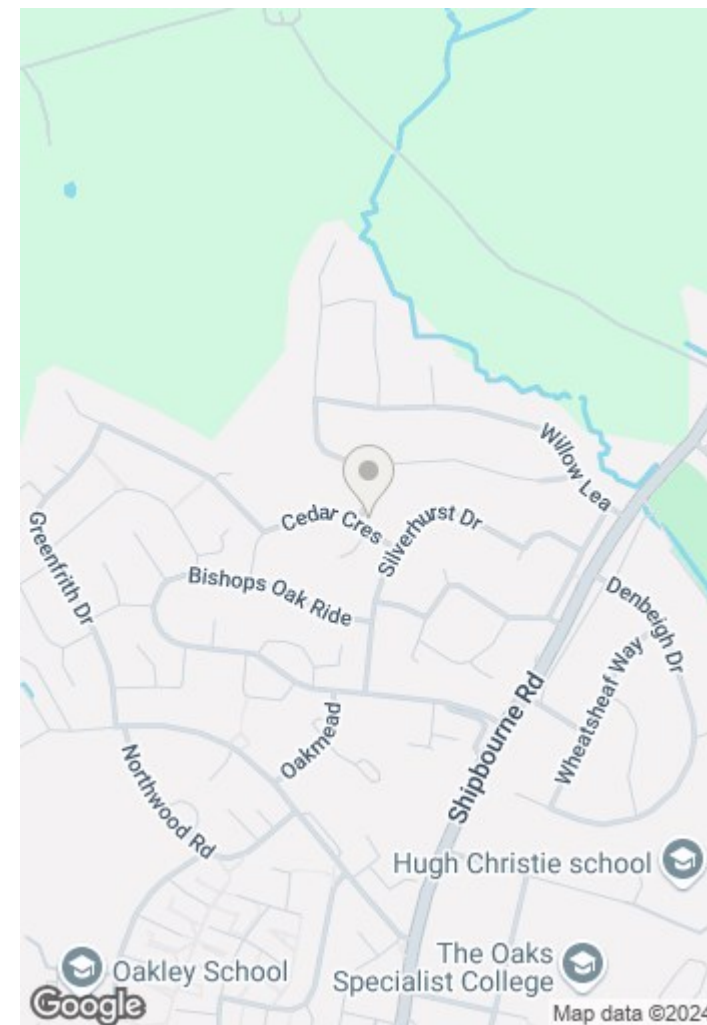 Willow Lea
Cedar Cres
Silverhurst Dr
Greenfrith Dr
Bishops Oak Ride
Denbeigh Dr
Wheatsheaf Way
Oakmead
Shipbourne Rd
Northwood Rd
Hugh Christie school
The Oaks
Specialist College
Oakley School
Google
Map data ©2024